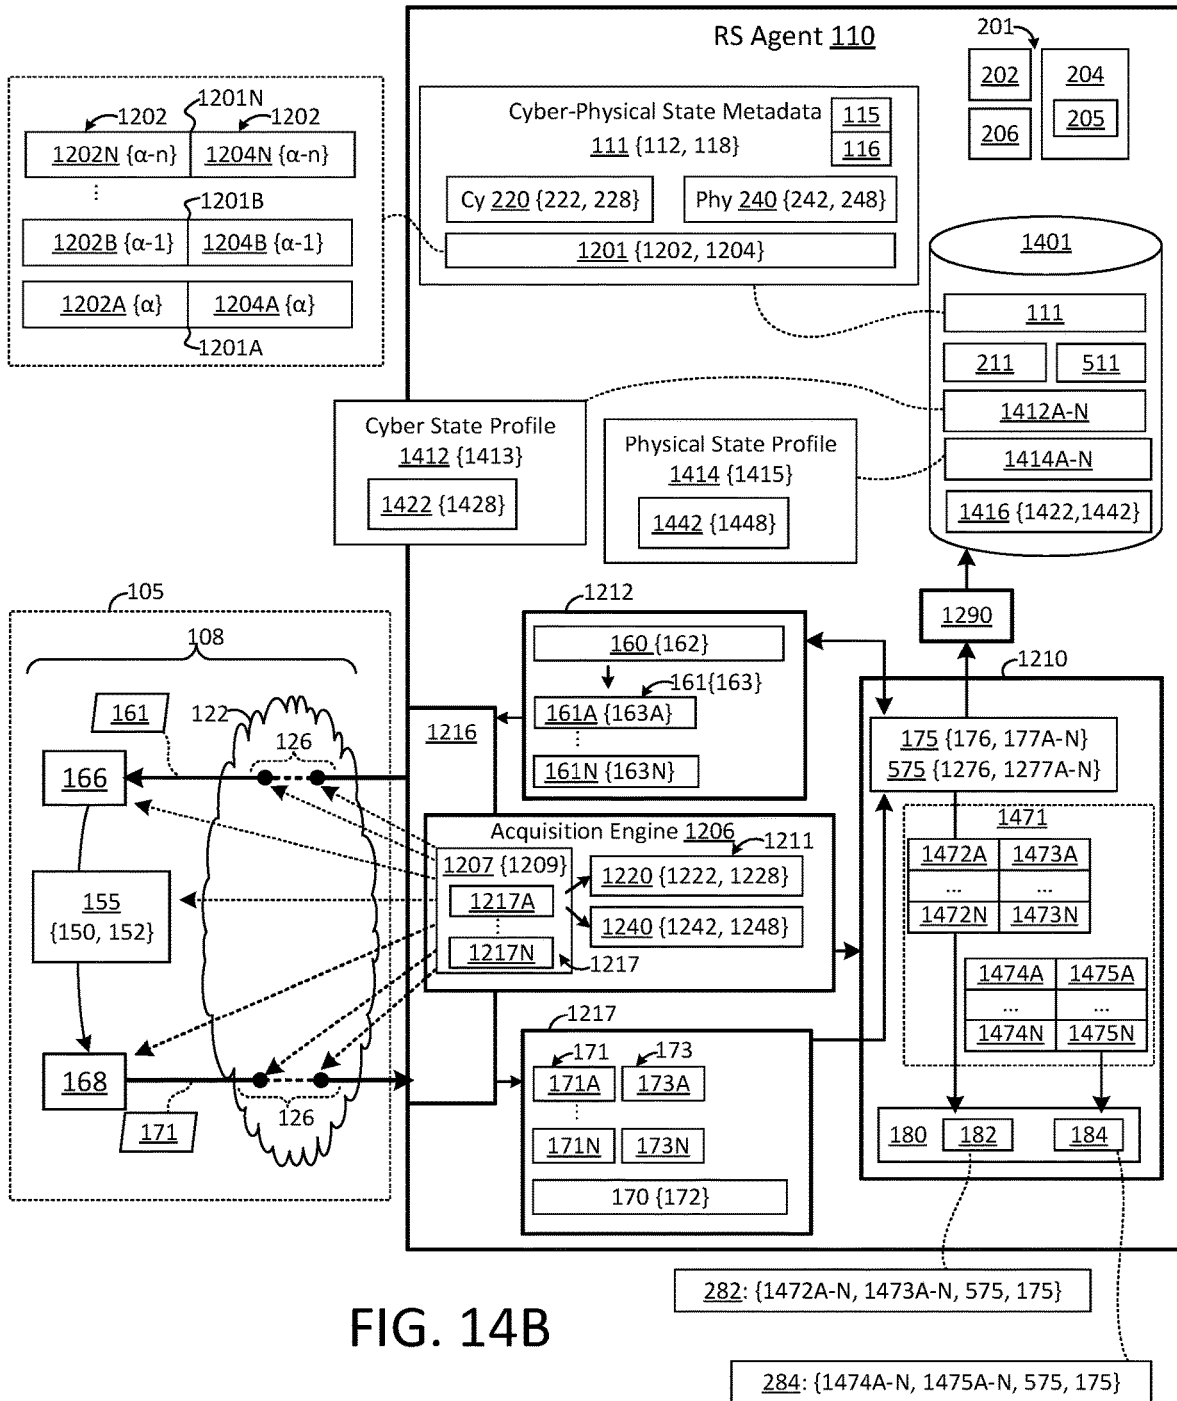 RS Agent 110
201
202
204
205
206
Cyber-Physical State Metadata
111 {112, 118}
115
116
Cy 220 {222, 228}
Phy 240 {242, 248}
1201 {1202, 1204}
1201N
1202
1202
1202N {α-n}
1204N {α-n}
⋮
1201B
1202B {α-1}
1204B {α-1}
1202A {α}
1204A {α}
1201A
1401
111
211
511
1412A-N
1414A-N
1416 {1422,1442}
Cyber State Profile
1412 {1413}
1422 {1428}
Physical State Profile
1414 {1415}
1442 {1448}
1290
105
108
161
122
126
166
155
{150, 152}
168
171
126
1212
160 {162}
161{163}
161A {163A}
⋮
161N {163N}
1216
Acquisition Engine 1206
1207 {1209}
1217A
⋮
1217N
1217
1211
1220 {1222, 1228}
1240 {1242, 1248}
1217
171
173
171A
173A
⋮
171N
173N
170 {172}
1210
175 {176, 177A-N}
575 {1276, 1277A-N}
1471
1472A
1473A
...
...
1472N
1473N
1474A
1475A
...
...
1474N
1475N
180
182
184
282: {1472A-N, 1473A-N, 575, 175}
284: {1474A-N, 1475A-N, 575, 175}
FIG. 14B